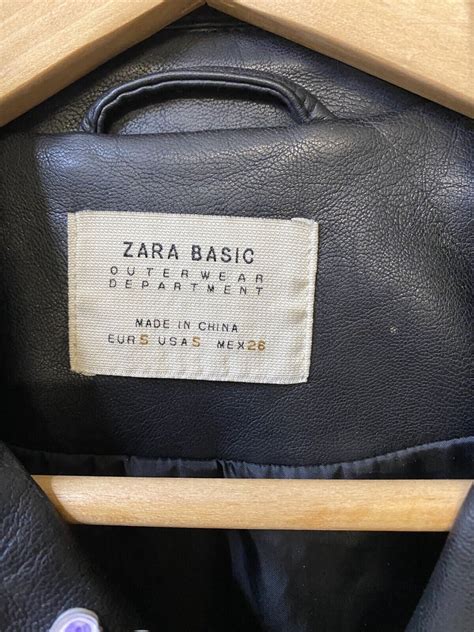 ZARA BASIC
OUTERWEAR
DEPARTMENT
MADE IN CHINA
EUR S USA S MEX 26